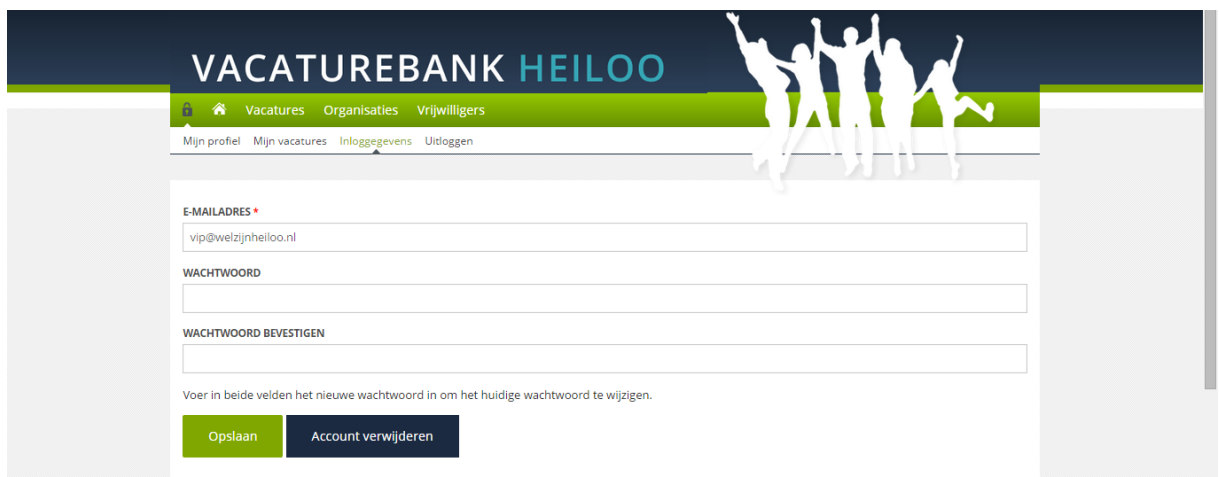 VACATUREBANK HEILOO
Vacatures Organisaties Vrijwilligers
Mijn profiel Mijn vacatures Inloggegevens Uitloggen
E-MAILADRES *
vip@welzijnheiloo.nl
WACHTWOORD
WACHTWOORD BEVESTIGEN
Voer in beide velden het nieuwe wachtwoord in om het huidige wachtwoord te wijzigen.
Opslaan Account verwijderen